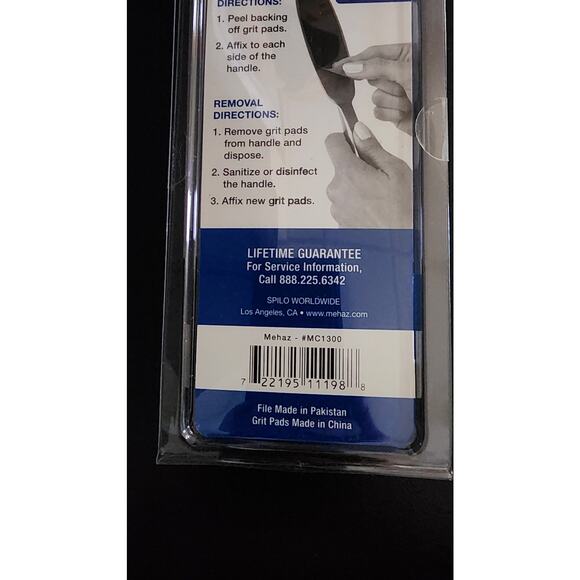 DIRECTIONS:
1. Peel backing
off grit pads.
2. Affix to each
side of the
handle.
REMOVAL
DIRECTIONS:
1. Remove grit pads
from handle and
dispose.
2. Sanitize or disinfect
the handle.
3. Affix new grit pads.
LIFETIME GUARANTEE
For Service Information,
Call 888.225.6342
SPILO WORLDWIDE
Los Angeles, CA • www.mehaz.com
Mehaz - #MC1300
7 22195 11198 8
File Made in Pakistan
Grit Pads Made in China